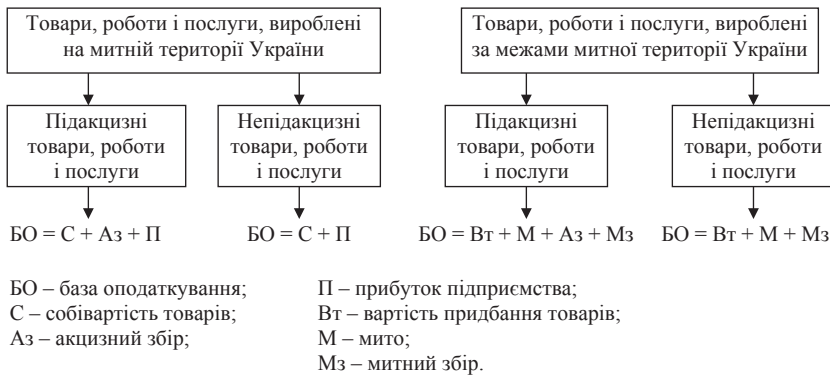 Товари, роботи і послуги, вироблені
на митній території України
Товари, роботи і послуги, вироблені
за межами митної території України
Підакцизні
товари, роботи
і послуги
Непідакцизні
товари, роботи
і послуги
Підакцизні
товари, роботи
і послуги
Непідакцизні
товари, роботи
і послуги
БО = С + Аз + П
БО = С + П
БО = Вт + М + Аз + Мз
БО = Вт + М + Мз
БО – база оподаткування;
С – собівартість товарів;
Аз – акцизний збір;
П – прибуток підприємства;
Вт – вартість придбання товарів;
М – мито;
Мз – митний збір.